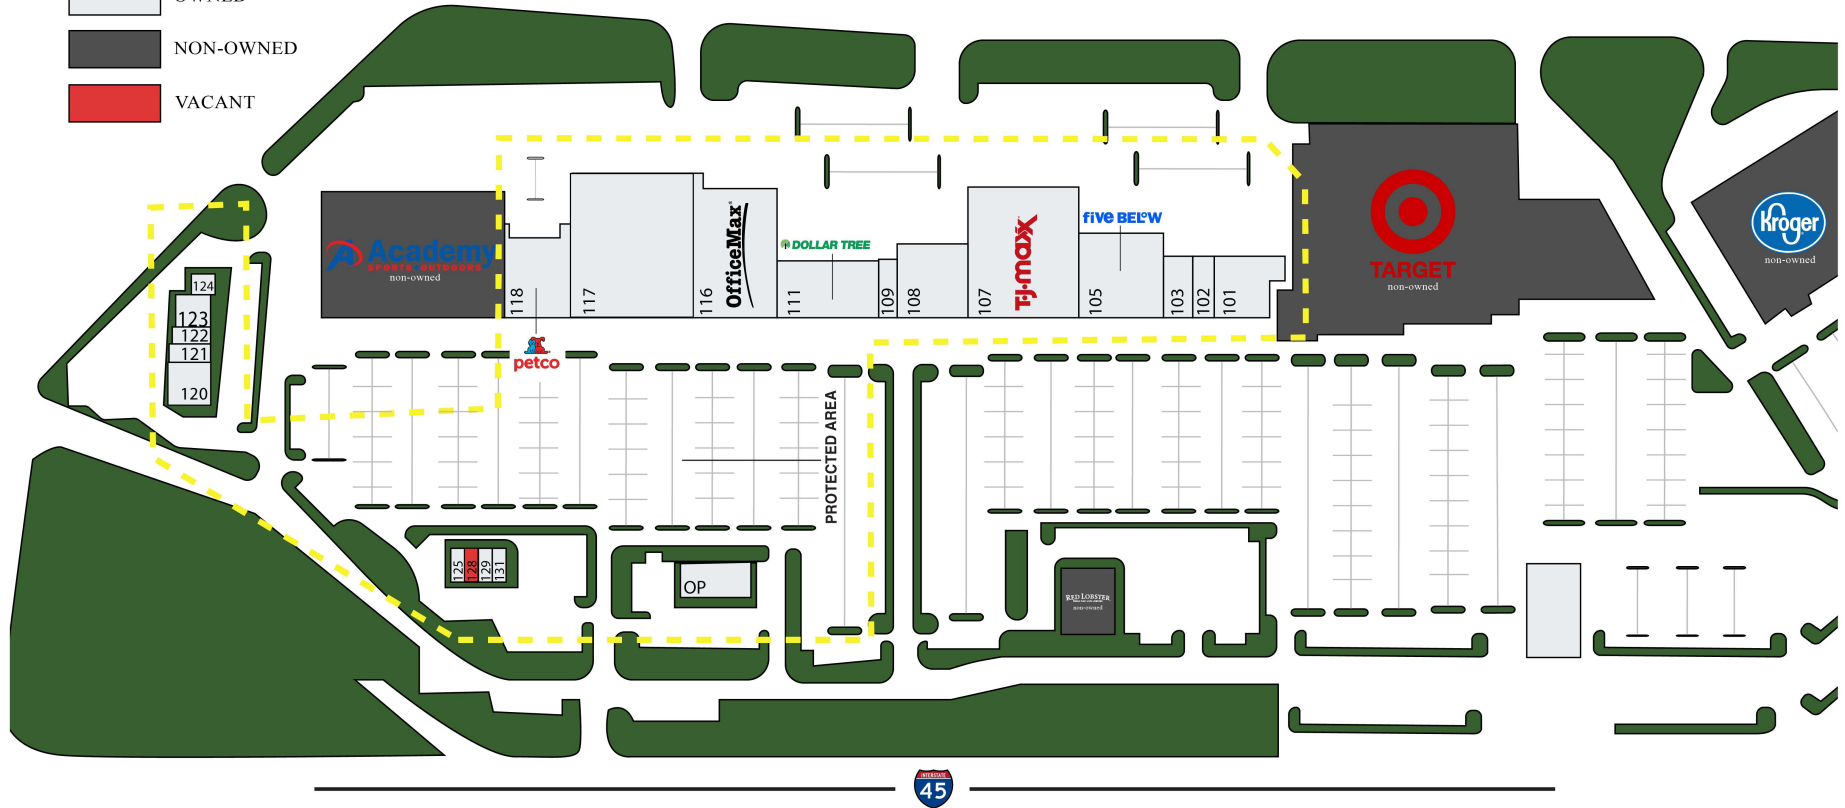 OWNED
NON-OWNED
VACANT
Academy
SPORTS+OUTDOORS
non-owned
118
117
116
OfficeMax
DOLLAR TREE
111
109
108
107
T.J.maxx
five BELOW
105
103
102
101
TARGET
non-owned
Kroger
non-owned
124
123
122
121
120
petco
PROTECTED AREA
125
128
129
131
OP
RED LOBSTER
non-owned
INTERSTATE
45